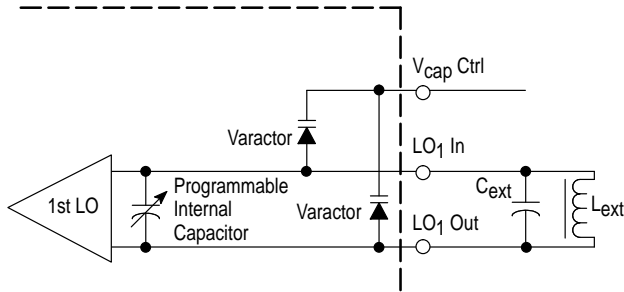 Vcap Ctrl
Varactor
LO1 In
1st LO
Programmable
Internal
Capacitor
Varactor
Cext
Lext
LO1 Out